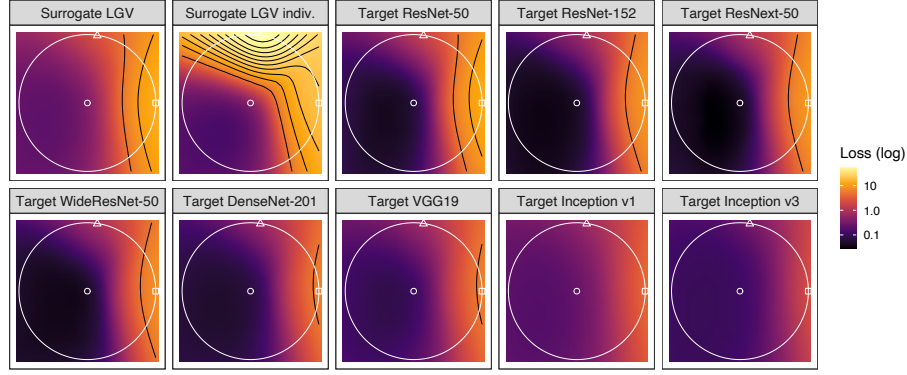 Surrogate LGV
Surrogate LGV indiv.
Target ResNet-50
Target ResNet-152
Target ResNext-50
Loss (log)
10
1.0
0.1
Target WideResNet-50
Target DenseNet-201
Target VGG19
Target Inception v1
Target Inception v3